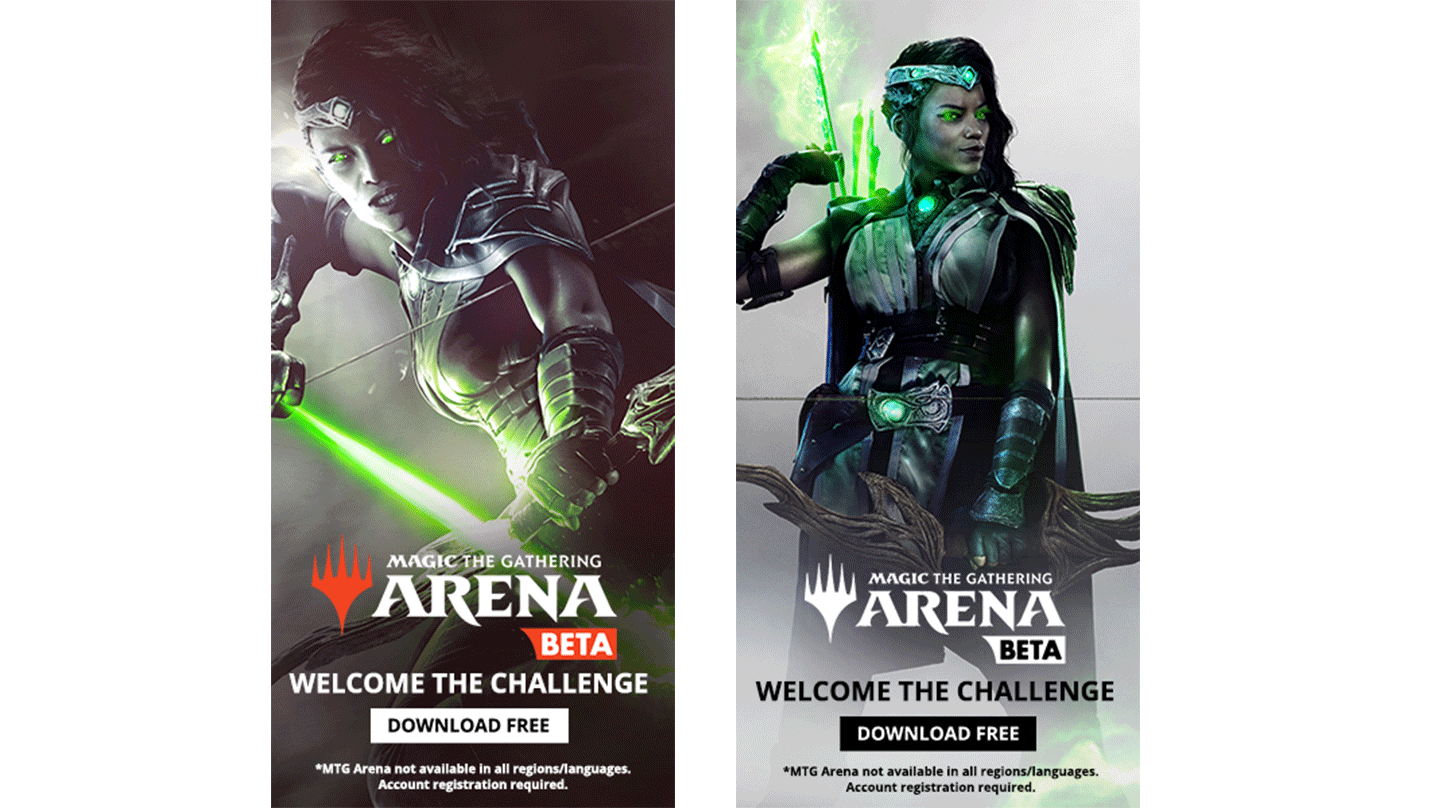 MAGIC THE GATHERING
ARENA
BETA
WELCOME THE CHALLENGE
DOWNLOAD FREE
*MTG Arena not available in all regions/languages.
Account registration required.
MAGIC THE GATHERING
ARENA
BETA
WELCOME THE CHALLENGE
DOWNLOAD FREE
*MTG Arena not available in all regions/languages.
Account registration required.